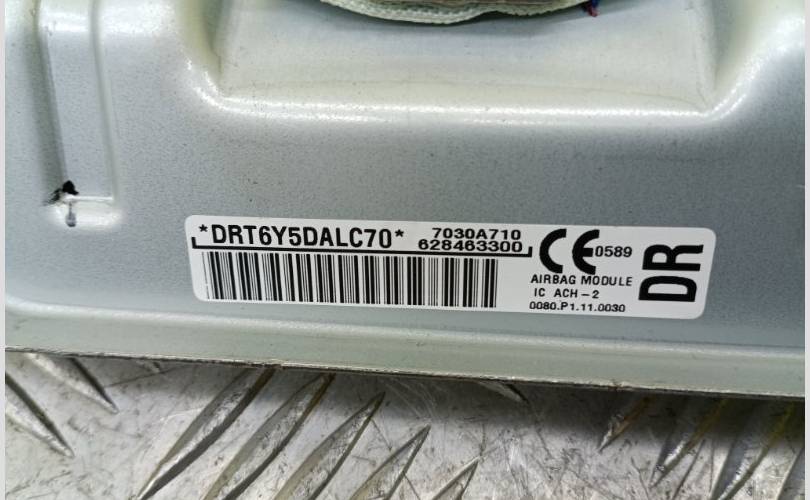 *DRT6Y5DALC70*
7030A710
628463300
CE 0589
AIRBAG MODULE
IC ACH-2
0080.P1.11.0030
DR